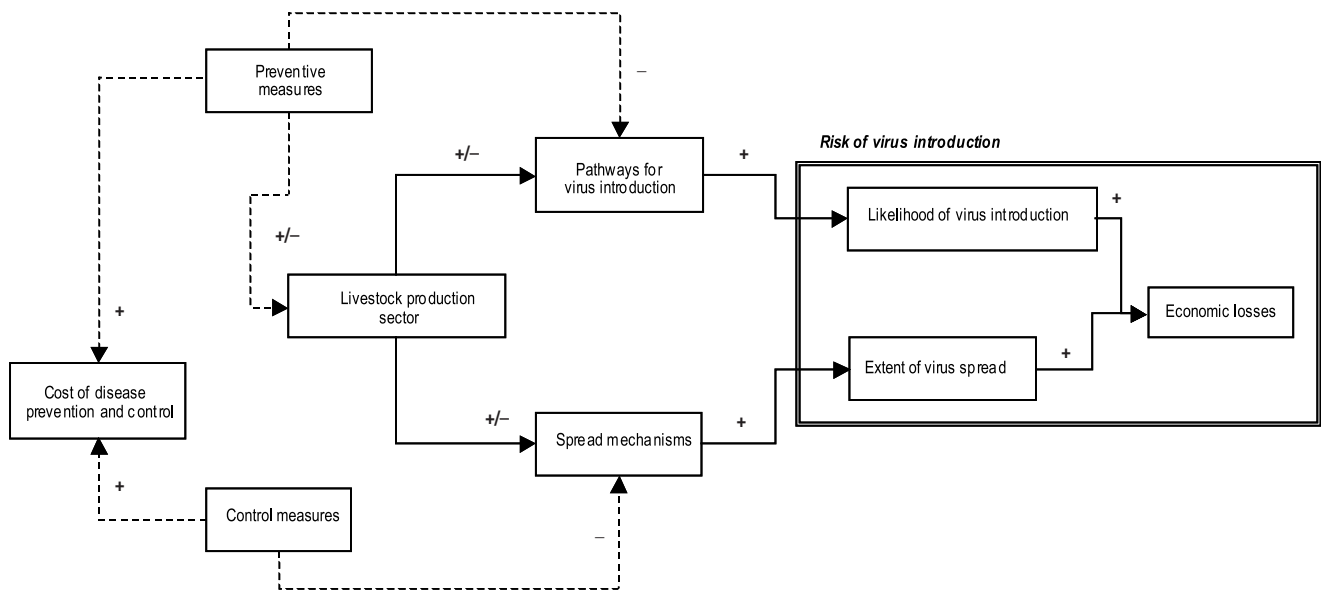 Preventive
measures
–
+/–
Pathways for
virus introduction
+
Risk of virus introduction
Likelihood of virus introduction
+
+/–
Livestock production
sector
Economic losses
+
Extent of virus spread
+
Cost of disease
prevention and control
+/–
Spread mechanisms
+
+
Control measures
–